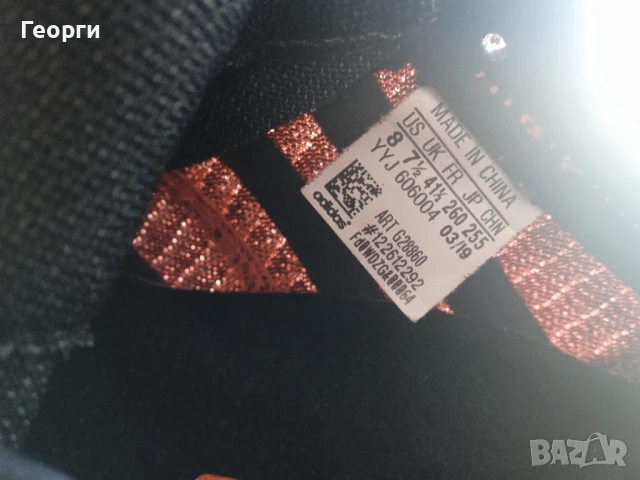 Георги
MADE IN CHINA
US UK FR JP CHN
8 7½ 41⅓ 260 255
YYJ 606004 03/19
adidas
ART G28860
#122612292
BAZAR